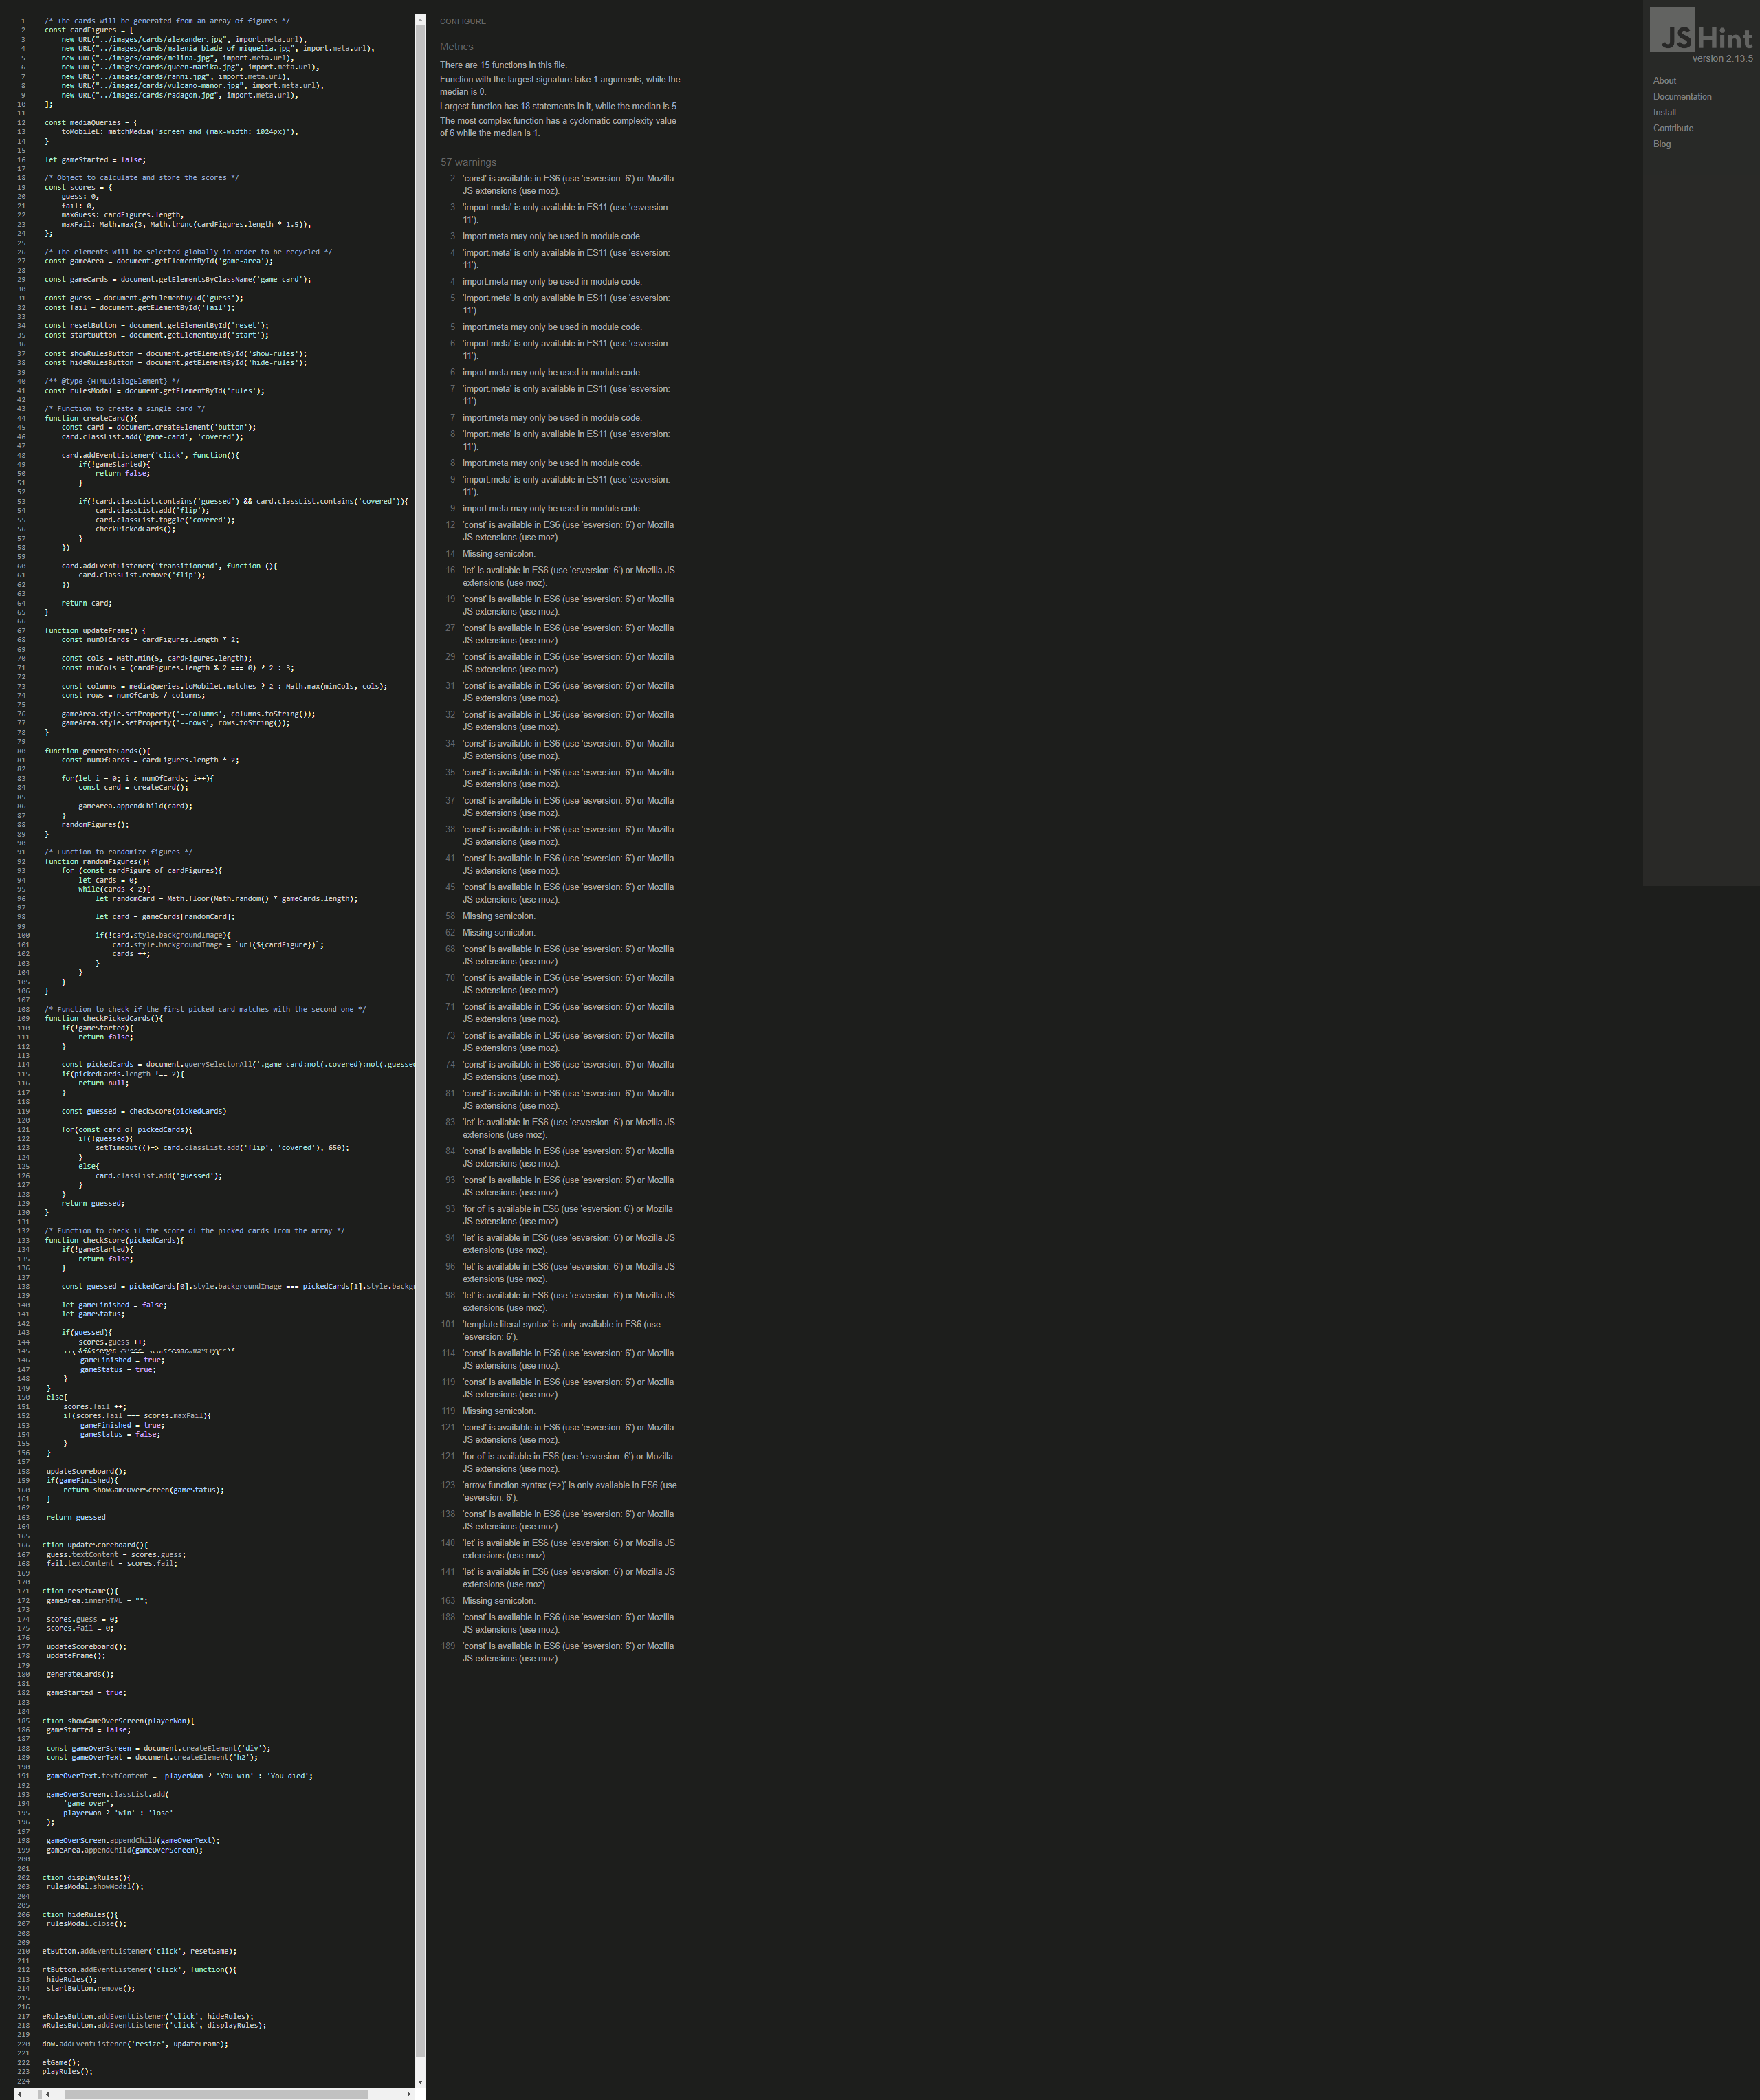 1 /* The cards will be generated from an array of figures */
2 const cardFigures = [
3 new URL("../images/cards/alexander.jpg", import.meta.url),
4 new URL("../images/cards/malenia-blade-of-miquella.jpg", import.meta.url),
5 new URL("../images/cards/melina.jpg", import.meta.url),
6 new URL("../images/cards/queen-marika.jpg", import.meta.url),
7 new URL("../images/cards/ranni.jpg", import.meta.url),
8 new URL("../images/cards/vulcano-manor.jpg", import.meta.url),
9 new URL("../images/cards/radagon.jpg", import.meta.url),
10 ];
11
12 const mediaQueries = {
13 toMobileL: matchMedia('screen and (max-width: 1024px)'),
14 }
15
16 let gameStarted = false;
17
18 /* Object to calculate and store the scores */
19 const scores = {
20 guess: 0,
21 fail: 0,
22 maxGuess: cardFigures.length,
23 maxFail: Math.max(3, Math.trunc(cardFigures.length * 1.5)),
24 };
25
26 /* The elements will be selected globally in order to be recycled */
27 const gameArea = document.getElementById('game-area');
28
29 const gameCards = document.getElementsByClassName('game-card');
30
31 const guess = document.getElementById('guess');
32 const fail = document.getElementById('fail');
33
34 const resetButton = document.getElementById('reset');
35 const startButton = document.getElementById('start');
36
37 const showRulesButton = document.getElementById('show-rules');
38 const hideRulesButton = document.getElementById('hide-rules');
39
40 /** @type {HTMLDialogElement} */
41 const rulesModal = document.getElementById('rules');
42
43 /* Function to create a single card */
44 function createCard(){
45 const card = document.createElement('button');
46 card.classList.add('game-card', 'covered');
47
48 card.addEventListener('click', function(){
49 if(!gameStarted){
50 return false;
51 }
52
53 if(!card.classList.contains('guessed') && card.classList.contains('covered')){
54 card.classList.add('flip');
55 card.classList.toggle('covered');
56 checkPickedCards();
57 }
58 })
59
60 card.addEventListener('transitionend', function (){
61 card.classList.remove('flip');
62 })
63
64 return card;
65 }
66
67 function updateFrame() {
68 const numOfCards = cardFigures.length * 2;
69
70 const cols = Math.min(5, cardFigures.length);
71 const minCols = (cardFigures.length % 2 === 0) ? 2 : 3;
72
73 const columns = mediaQueries.toMobileL.matches ? 2 : Math.max(minCols, cols);
74 const rows = numOfCards / columns;
75
76 gameArea.style.setProperty('--columns', columns.toString());
77 gameArea.style.setProperty('--rows', rows.toString());
78 }
79
80 function generateCards(){
81 const numOfCards = cardFigures.length * 2;
82
83 for(let i = 0; i < numOfCards; i++){
84 const card = createCard();
85
86 gameArea.appendChild(card);
87 }
88 randomFigures();
89 }
90
91 /* Function to randomize figures */
92 function randomFigures(){
93 for (const cardFigure of cardFigures){
94 let cards = 0;
95 while(cards < 2){
96 let randomCard = Math.floor(Math.random() * gameCards.length);
97
98 let card = gameCards[randomCard];
99
100 if(!card.style.backgroundImage){
101 card.style.backgroundImage = `url(${cardFigure})`;
102 cards ++;
103 }
104 }
105 }
106 }
107
108 /* Function to check if the first picked card matches with the second one */
109 function checkPickedCards(){
110 if(!gameStarted){
111 return false;
112 }
113
114 const pickedCards = document.querySelectorAll('.game-card:not(.covered):not(.guessed
115 if(pickedCards.length !== 2){
116 return null;
117 }
118
119 const guessed = checkScore(pickedCards)
120
121 for(const card of pickedCards){
122 if(!guessed){
123 setTimeout(()=> card.classList.add('flip', 'covered'), 650);
124 }
125 else{
126 card.classList.add('guessed');
127 }
128 }
129 return guessed;
130 }
131
132 /* Function to check if the score of the picked cards from the array */
133 function checkScore(pickedCards){
134 if(!gameStarted){
135 return false;
136 }
137
138 const guessed = pickedCards[0].style.backgroundImage === pickedCards[1].style.backg
139
140 let gameFinished = false;
141 let gameStatus;
142
143 if(guessed){
144 scores.guess ++;
145
146 gameFinished = true;
147 gameStatus = true;
148 }
149 }
150 else{
151 scores.fail ++;
152 if(scores.fail === scores.maxFail){
153 gameFinished = true;
154 gameStatus = false;
155 }
156 }
157
158 updateScoreboard();
159 if(gameFinished){
160 return showGameOverScreen(gameStatus);
161 }
162
163 return guessed
164
165
166 ction updateScoreboard(){
167 guess.textContent = scores.guess;
168 fail.textContent = scores.fail;
169
170
171 ction resetGame(){
172 gameArea.innerHTML = "";
173
174 scores.guess = 0;
175 scores.fail = 0;
176
177 updateScoreboard();
178 updateFrame();
179
180 generateCards();
181
182 gameStarted = true;
183
184
185 ction showGameOverScreen(playerWon){
186 gameStarted = false;
187
188 const gameOverScreen = document.createElement('div');
189 const gameOverText = document.createElement('h2');
190
191 gameOverText.textContent = playerWon ? 'You win' : 'You died';
192
193 gameOverScreen.classList.add(
194 'game-over',
195 playerWon ? 'win' : 'lose'
196 );
197
198 gameOverScreen.appendChild(gameOverText);
199 gameArea.appendChild(gameOverScreen);
200
201
202 ction displayRules(){
203 rulesModal.showModal();
204
205
206 ction hideRules(){
207 rulesModal.close();
208
209
210 etButton.addEventListener('click', resetGame);
211
212 rtButton.addEventListener('click', function(){
213 hideRules();
214 startButton.remove();
215
216
217 eRulesButton.addEventListener('click', hideRules);
218 wRulesButton.addEventListener('click', displayRules);
219
220 dow.addEventListener('resize', updateFrame);
221
222 etGame();
223 playRules();
224
CONFIGURE
Metrics
There are 15 functions in this file.
Function with the largest signature take 1 arguments, while the
median is 0.
Largest function has 18 statements in it, while the median is 5.
The most complex function has a cyclomatic complexity value
of 6 while the median is 1.
57 warnings
2 'const' is available in ES6 (use 'esversion: 6') or Mozilla
JS extensions (use moz).
3 'import.meta' is only available in ES11 (use 'esversion:
11').
3 import.meta may only be used in module code.
4 'import.meta' is only available in ES11 (use 'esversion:
11').
4 import.meta may only be used in module code.
5 'import.meta' is only available in ES11 (use 'esversion:
11').
5 import.meta may only be used in module code.
6 'import.meta' is only available in ES11 (use 'esversion:
11').
6 import.meta may only be used in module code.
7 'import.meta' is only available in ES11 (use 'esversion:
11').
7 import.meta may only be used in module code.
8 'import.meta' is only available in ES11 (use 'esversion:
11').
8 import.meta may only be used in module code.
9 'import.meta' is only available in ES11 (use 'esversion:
11').
9 import.meta may only be used in module code.
12 'const' is available in ES6 (use 'esversion: 6') or Mozilla
JS extensions (use moz).
14 Missing semicolon.
16 'let' is available in ES6 (use 'esversion: 6') or Mozilla JS
extensions (use moz).
19 'const' is available in ES6 (use 'esversion: 6') or Mozilla
JS extensions (use moz).
27 'const' is available in ES6 (use 'esversion: 6') or Mozilla
JS extensions (use moz).
29 'const' is available in ES6 (use 'esversion: 6') or Mozilla
JS extensions (use moz).
31 'const' is available in ES6 (use 'esversion: 6') or Mozilla
JS extensions (use moz).
32 'const' is available in ES6 (use 'esversion: 6') or Mozilla
JS extensions (use moz).
34 'const' is available in ES6 (use 'esversion: 6') or Mozilla
JS extensions (use moz).
35 'const' is available in ES6 (use 'esversion: 6') or Mozilla
JS extensions (use moz).
37 'const' is available in ES6 (use 'esversion: 6') or Mozilla
JS extensions (use moz).
38 'const' is available in ES6 (use 'esversion: 6') or Mozilla
JS extensions (use moz).
41 'const' is available in ES6 (use 'esversion: 6') or Mozilla
JS extensions (use moz).
45 'const' is available in ES6 (use 'esversion: 6') or Mozilla
JS extensions (use moz).
58 Missing semicolon.
62 Missing semicolon.
68 'const' is available in ES6 (use 'esversion: 6') or Mozilla
JS extensions (use moz).
70 'const' is available in ES6 (use 'esversion: 6') or Mozilla
JS extensions (use moz).
71 'const' is available in ES6 (use 'esversion: 6') or Mozilla
JS extensions (use moz).
73 'const' is available in ES6 (use 'esversion: 6') or Mozilla
JS extensions (use moz).
74 'const' is available in ES6 (use 'esversion: 6') or Mozilla
JS extensions (use moz).
81 'const' is available in ES6 (use 'esversion: 6') or Mozilla
JS extensions (use moz).
83 'let' is available in ES6 (use 'esversion: 6') or Mozilla JS
extensions (use moz).
84 'const' is available in ES6 (use 'esversion: 6') or Mozilla
JS extensions (use moz).
93 'const' is available in ES6 (use 'esversion: 6') or Mozilla
JS extensions (use moz).
93 'for of' is available in ES6 (use 'esversion: 6') or Mozilla
JS extensions (use moz).
94 'let' is available in ES6 (use 'esversion: 6') or Mozilla JS
extensions (use moz).
96 'let' is available in ES6 (use 'esversion: 6') or Mozilla JS
extensions (use moz).
98 'let' is available in ES6 (use 'esversion: 6') or Mozilla JS
extensions (use moz).
101 'template literal syntax' is only available in ES6 (use
'esversion: 6').
114 'const' is available in ES6 (use 'esversion: 6') or Mozilla
JS extensions (use moz).
119 'const' is available in ES6 (use 'esversion: 6') or Mozilla
JS extensions (use moz).
119 Missing semicolon.
121 'const' is available in ES6 (use 'esversion: 6') or Mozilla
JS extensions (use moz).
121 'for of' is available in ES6 (use 'esversion: 6') or Mozilla
JS extensions (use moz).
123 'arrow function syntax (=>)' is only available in ES6 (use
'esversion: 6').
138 'const' is available in ES6 (use 'esversion: 6') or Mozilla
JS extensions (use moz).
140 'let' is available in ES6 (use 'esversion: 6') or Mozilla JS
extensions (use moz).
141 'let' is available in ES6 (use 'esversion: 6') or Mozilla JS
extensions (use moz).
163 Missing semicolon.
188 'const' is available in ES6 (use 'esversion: 6') or Mozilla
JS extensions (use moz).
189 'const' is available in ES6 (use 'esversion: 6') or Mozilla
JS extensions (use moz).
JSHint
version 2.13.5
About
Documentation
Install
Contribute
Blog